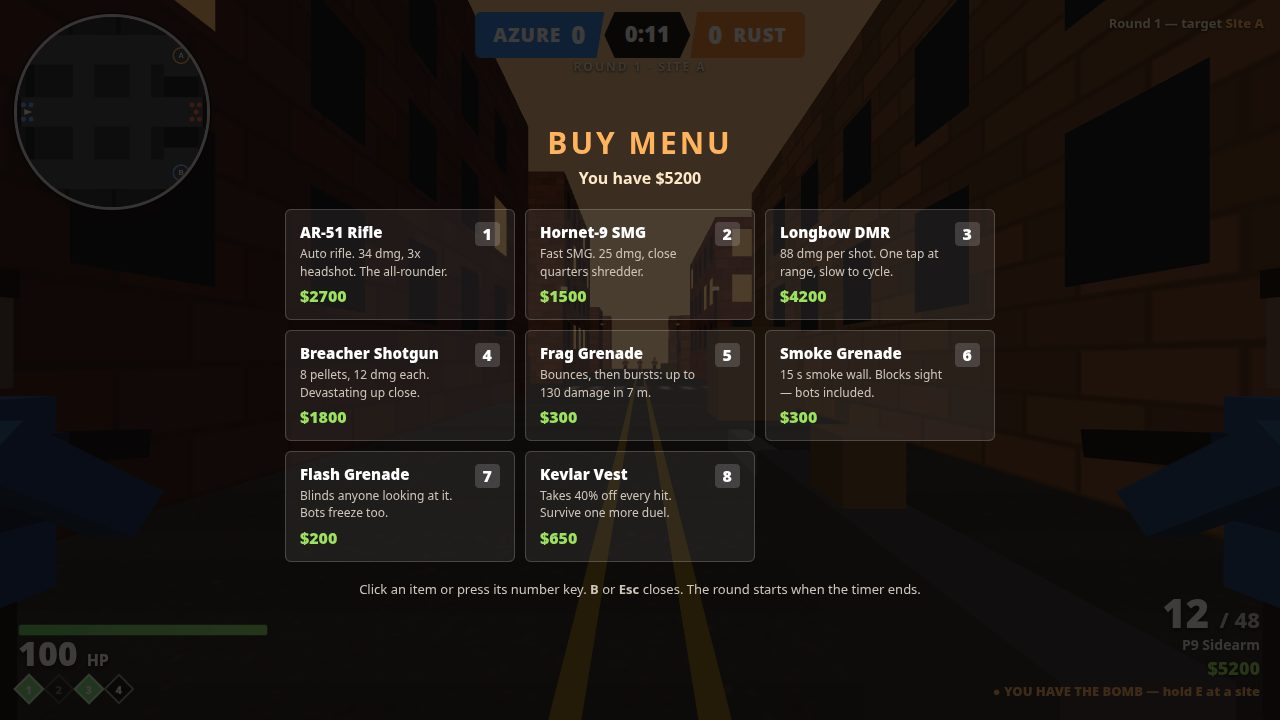 AZURE 0 0:11 0 RUST
ROUND 1 · SITE A
Round 1 — target Site A
A
B
BUY MENU
You have $5200
AR-51 Rifle 1
Auto rifle. 34 dmg, 3x
headshot. The all-rounder.
$2700
Hornet-9 SMG 2
Fast SMG. 25 dmg, close
quarters shredder.
$1500
Longbow DMR 3
88 dmg per shot. One tap at
range, slow to cycle.
$4200
Breacher Shotgun 4
8 pellets, 12 dmg each.
Devastating up close.
$1800
Frag Grenade 5
Bounces, then bursts: up to
130 damage in 7 m.
$300
Smoke Grenade 6
15 s smoke wall. Blocks sight
— bots included.
$300
Flash Grenade 7
Blinds anyone looking at it.
Bots freeze too.
$200
Kevlar Vest 8
Takes 40% off every hit.
Survive one more duel.
$650
Click an item or press its number key. B or Esc closes. The round starts when the timer ends.
100 HP
1 2 3 4
12 / 48
P9 Sidearm
$5200
● YOU HAVE THE BOMB — hold E at a site